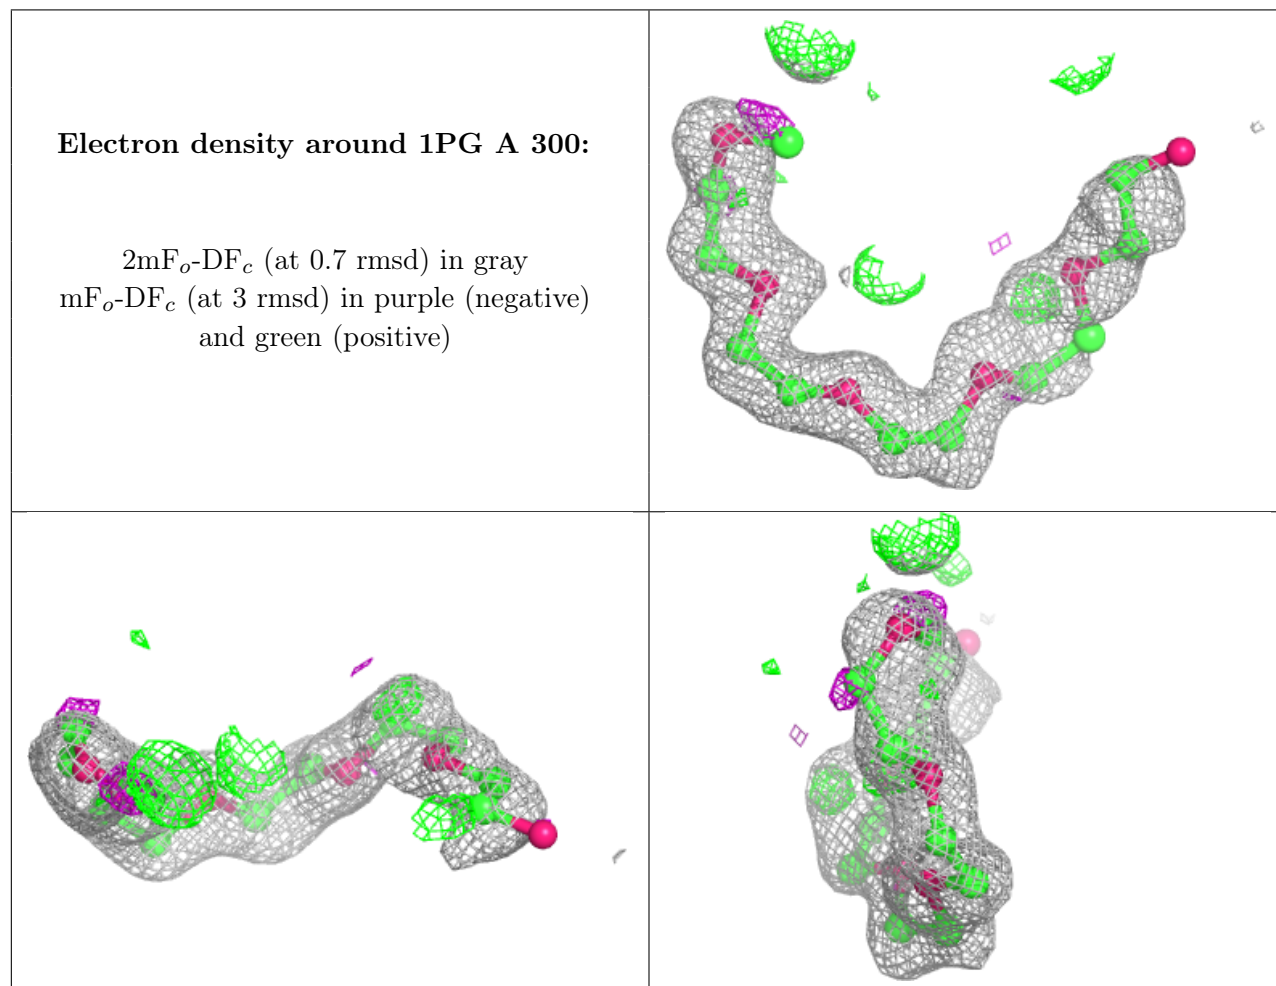 Electron density around 1PG A 300:
2mFo-DFc (at 0.7 rmsd) in gray
mFo-DFc (at 3 rmsd) in purple (negative)
and green (positive)